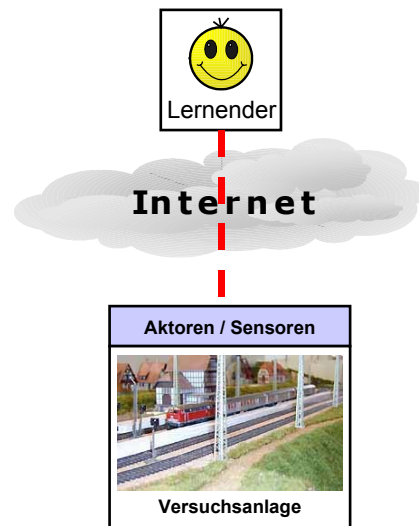 Lernender
Internet
Aktoren / Sensoren
Versuchsanlage